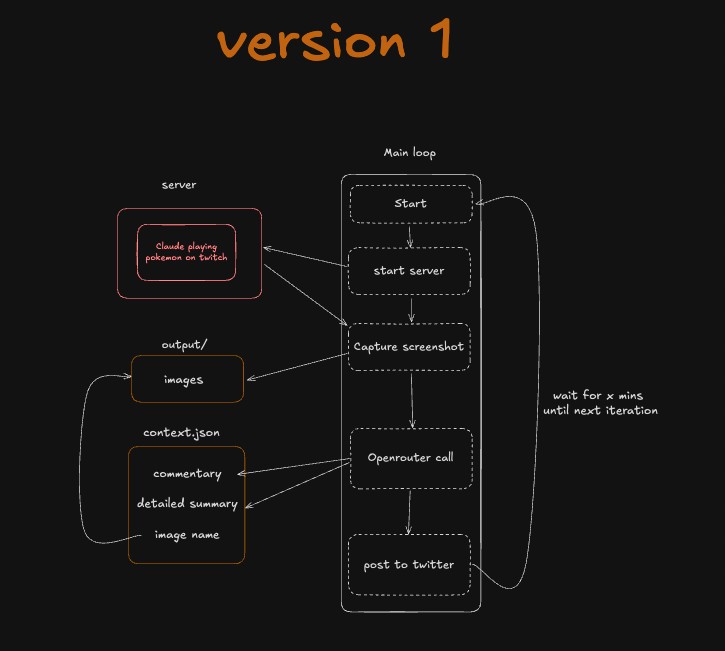 version 1
Main loop
server
Start
Claude playing
pokemon on twitch
start server
output/
Capture screenshot
images
wait for x mins
until next iteration
context.json
Openrouter call
commentary
detailed summary
image name
post to twitter